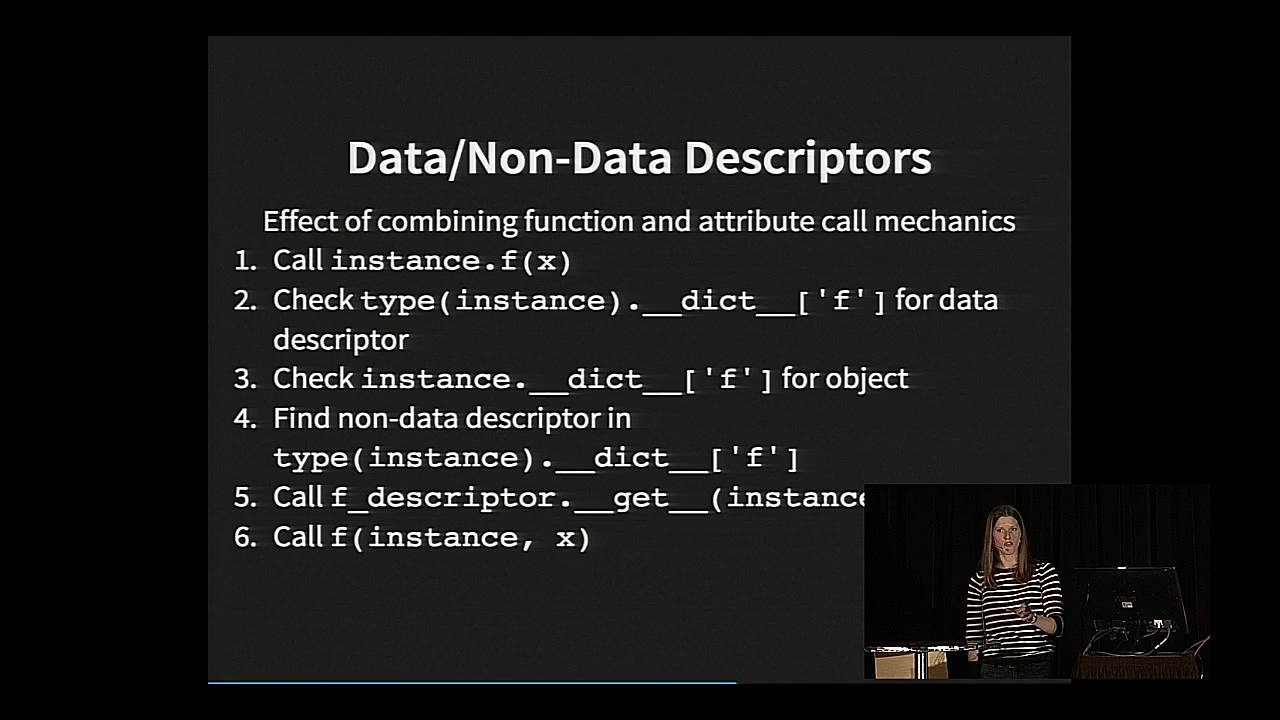 Data/Non-Data Descriptors
Effect of combining function and attribute call mechanics
1. Call instance.f(x)
2. Check type(instance).__dict__['f'] for data
descriptor
3. Check instance.__dict__['f'] for object
4. Find non-data descriptor in
type(instance).__dict__['f']
5. Call f_descriptor.__get__(instance
6. Call f(instance, x)